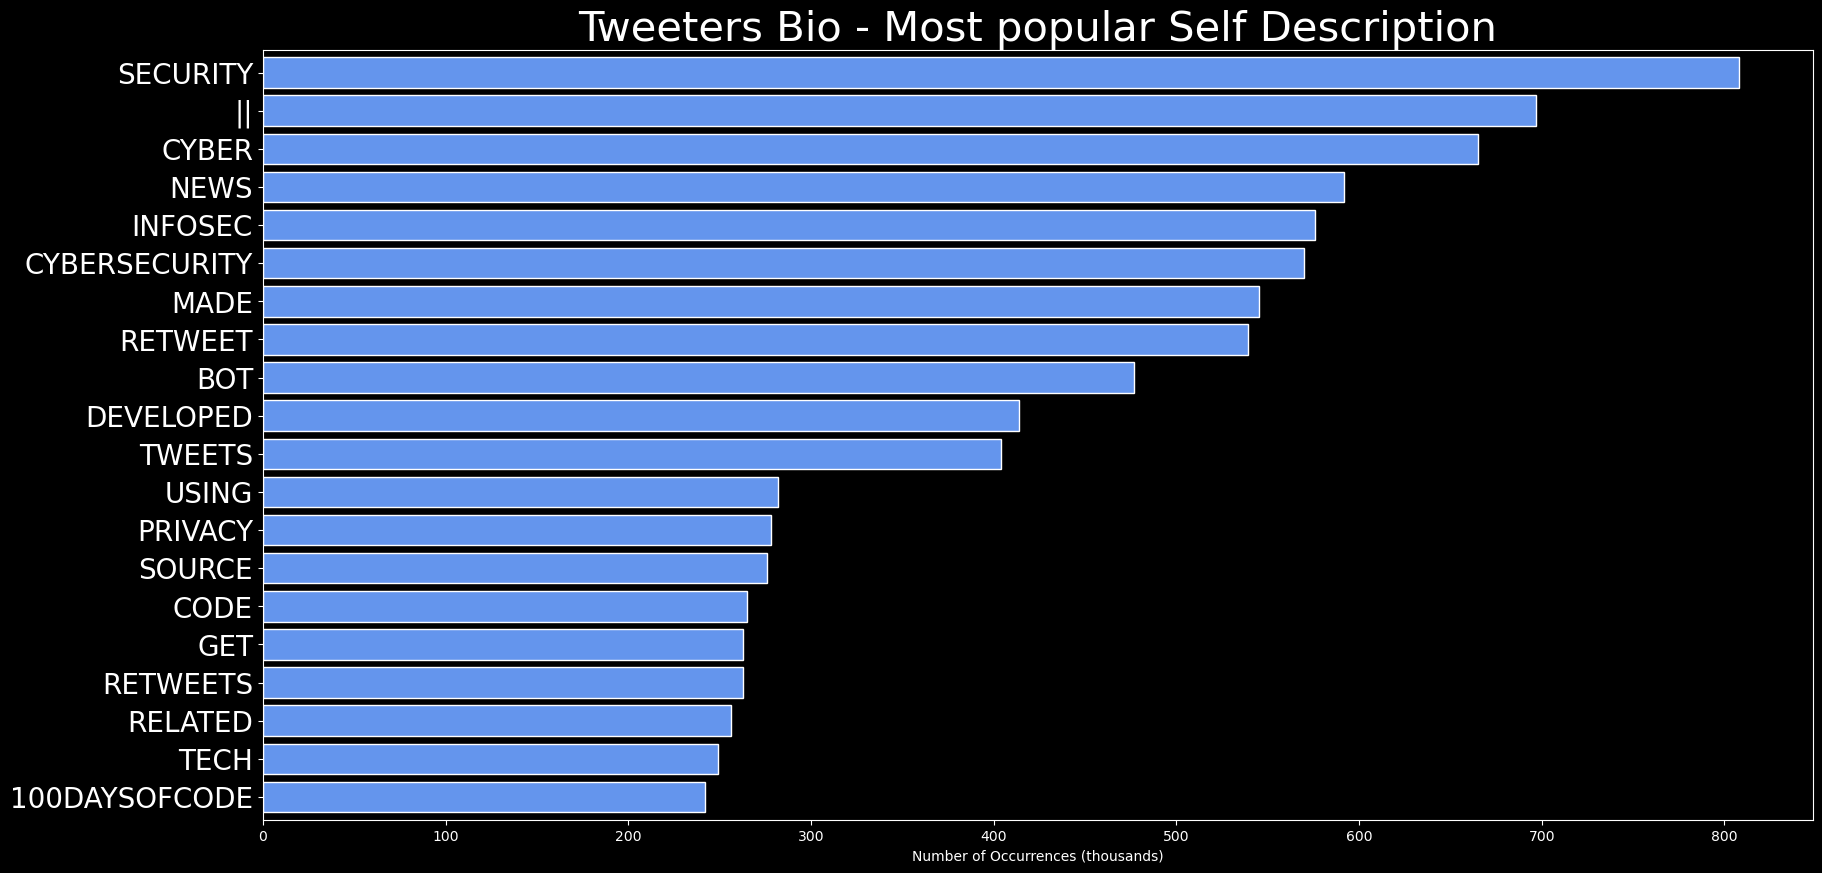 Tweeters Bio - Most popular Self Description
SECURITY
||
CYBER
NEWS
INFOSEC
CYBERSECURITY
MADE
RETWEET
BOT
DEVELOPED
TWEETS
USING
PRIVACY
SOURCE
CODE
GET
RETWEETS
RELATED
TECH
100DAYSOFCODE
0 100 200 300 400 500 600 700 800
Number of Occurrences (thousands)